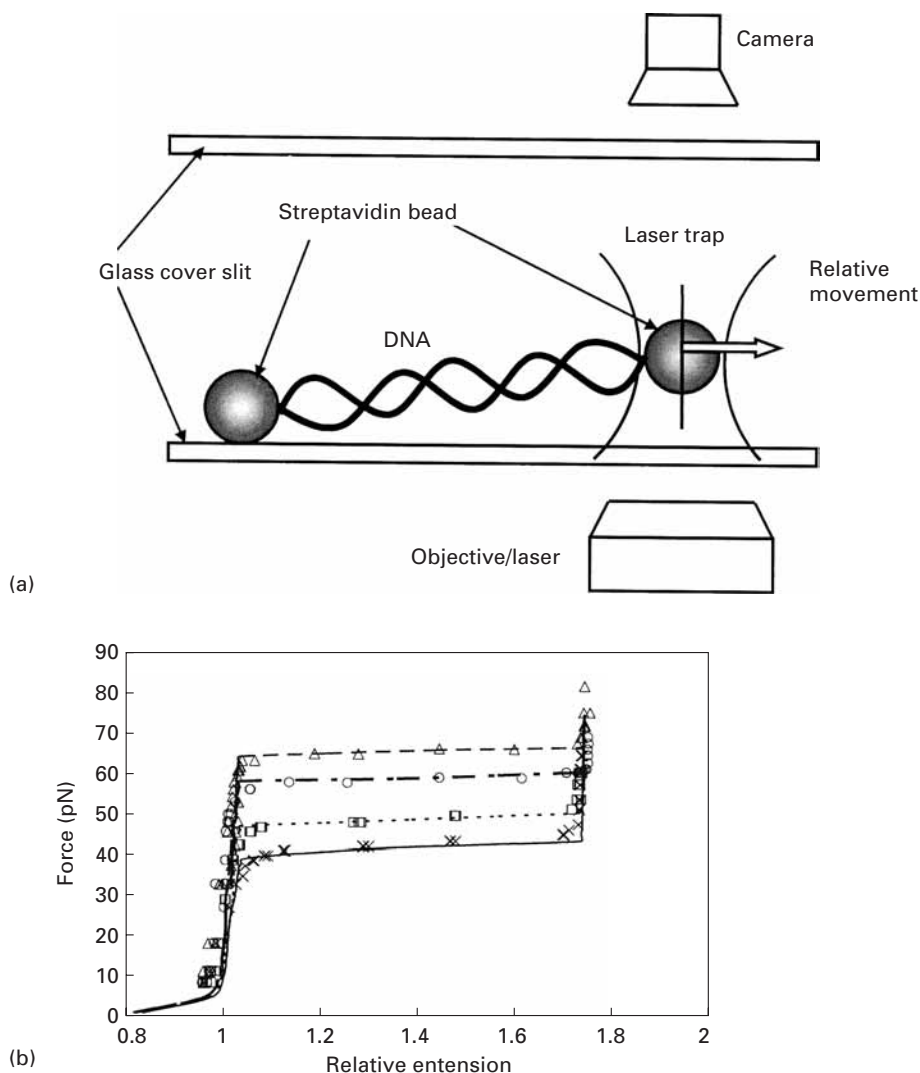 Camera
Streptavidin bead
Laser trap
Glass cover slit
Relative
movement
DNA
Objective/laser
(a)
90
80
70
60
50
40
30
20
10
0
Force (pN)
0.8 1 1.2 1.4 1.6 1.8 2
Relative entension
(b)